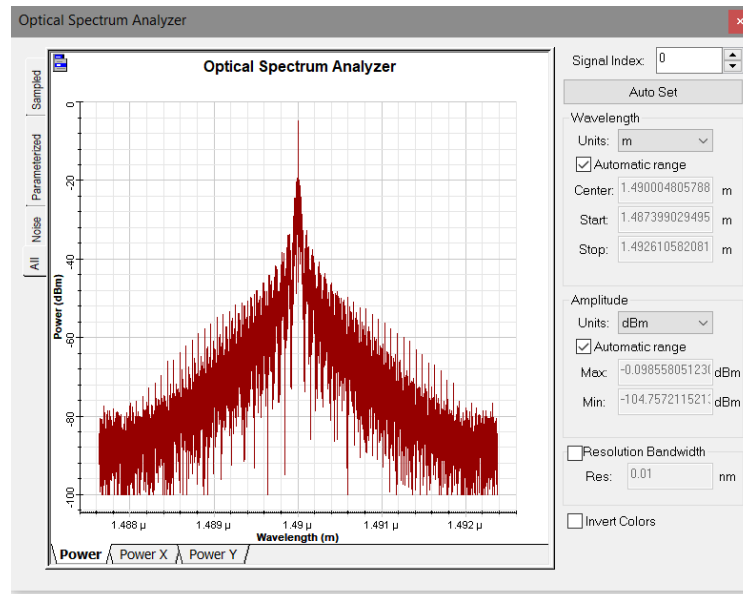 Optical Spectrum Analyzer
x
Sampled
Parameterized
Noise
All
Optical Spectrum Analyzer
Power (dBm)
0
-20
-40
-60
-80
-100
1.488 µ 1.489 µ 1.49 µ 1.491 µ 1.492 µ
Wavelength (m)
Power Power X Power Y
Signal Index: 0
Auto Set
Wavelength
Units: m
Automatic range
Center: 1.490004805788 m
Start: 1.487399029495 m
Stop: 1.492610582081 m
Amplitude
Units: dBm
Automatic range
Max: -0.0985580512 dBm
Min: -104.757211521 dBm
Resolution Bandwidth
Res: 0.01 nm
Invert Colors